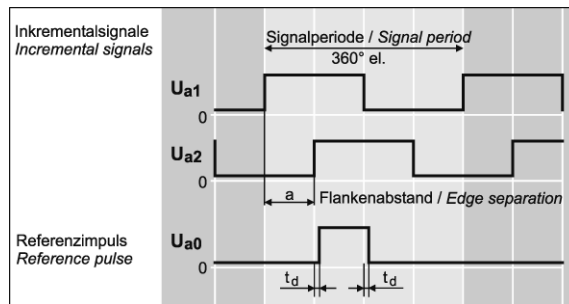 Inkrementalsignale
Incremental signals
Signalperiode / Signal period
360° el.
Ua1
0
Ua2
0
a
Flankenabstand / Edge separation
Referenzimpuls
Reference pulse
Ua0
0
td
td